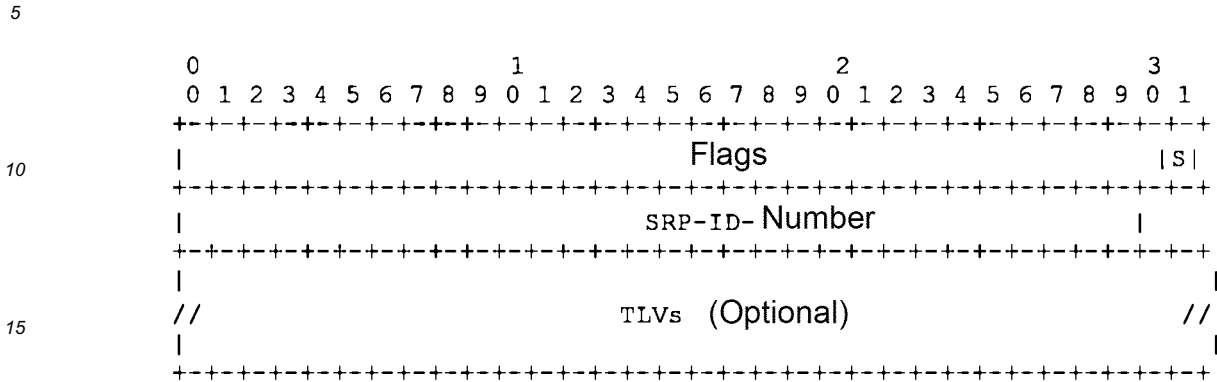 5
0 1 2 3
0 1 2 3 4 5 6 7 8 9 0 1 2 3 4 5 6 7 8 9 0 1 2 3 4 5 6 7 8 9 0 1
+-+-+-+-+-+-+-+-+-+-+-+-+-+-+-+-+-+-+-+-+-+-+-+-+-+-+-+-+-+-+-+-+
10
| Flags |S|
+-+-+-+-+-+-+-+-+-+-+-+-+-+-+-+-+-+-+-+-+-+-+-+-+-+-+-+-+-+-+-+-+
| SRP-ID-Number |
+-+-+-+-+-+-+-+-+-+-+-+-+-+-+-+-+-+-+-+-+-+-+-+-+-+-+-+-+-+-+-+-+
| |
15
// TLVs (Optional) //
| |
+-+-+-+-+-+-+-+-+-+-+-+-+-+-+-+-+-+-+-+-+-+-+-+-+-+-+-+-+-+-+-+-+